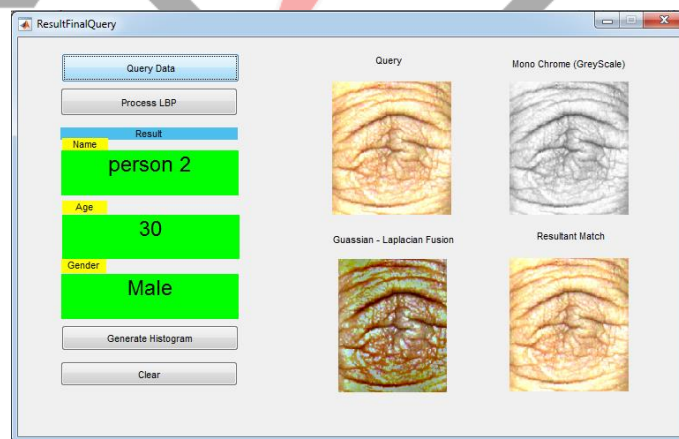 ResultFinalQuery
Query Data
Process LBP
Result
Name
person 2
Age
30
Gender
Male
Generate Histogram
Clear
Query
Mono Chrome (GreyScale)
Guassian - Laplacian Fusion
Resultant Match